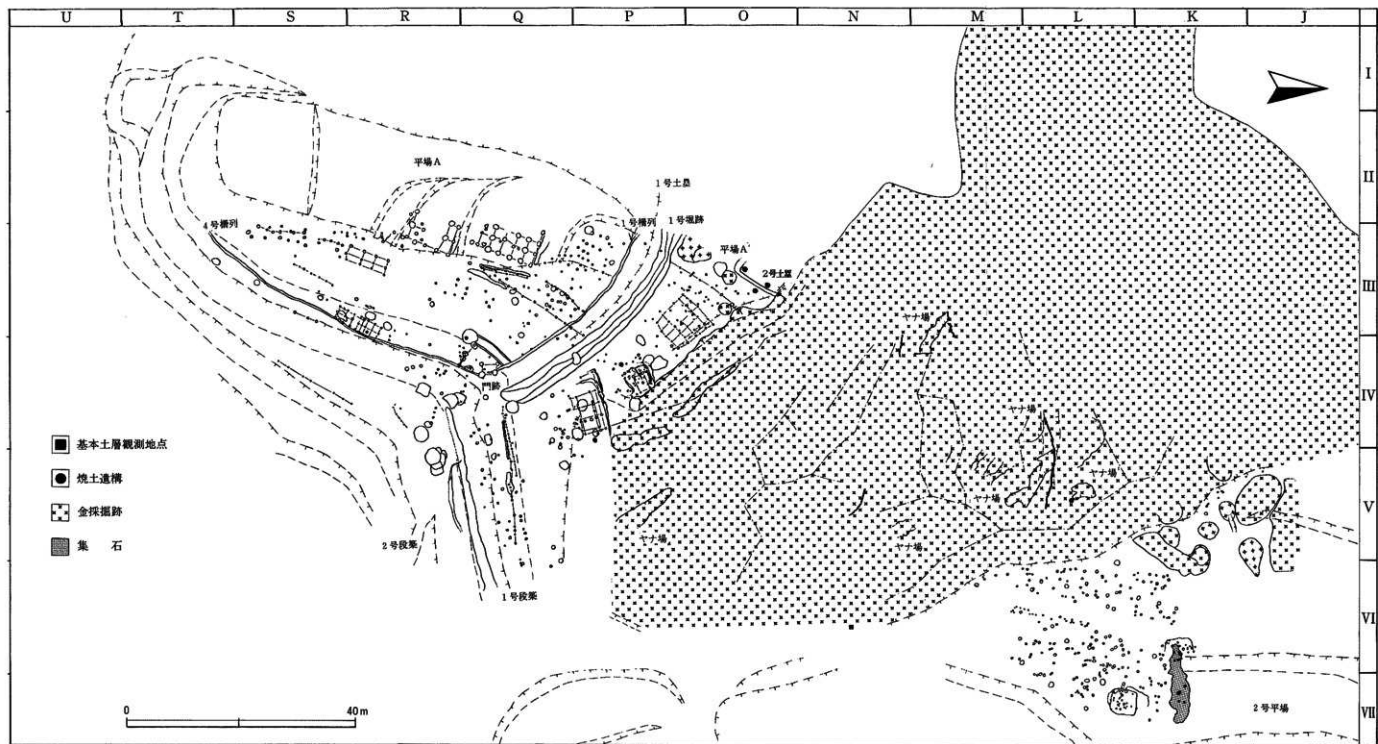 U T S R Q P O N M L K J
I
II
III
IV
V
VI
VII
平場A
1号土塁
4号柵列
号柵列
1号堀跡
平場A'
2号土塁
ヤナ場
門跡
ヤナ場
ヤナ場
ヤナ場
ヤナ場
ヤナ場
2号段築
1号段築
2号平場
基本土層観測地点
焼土遺構
金採掘跡
集 石
0 40m